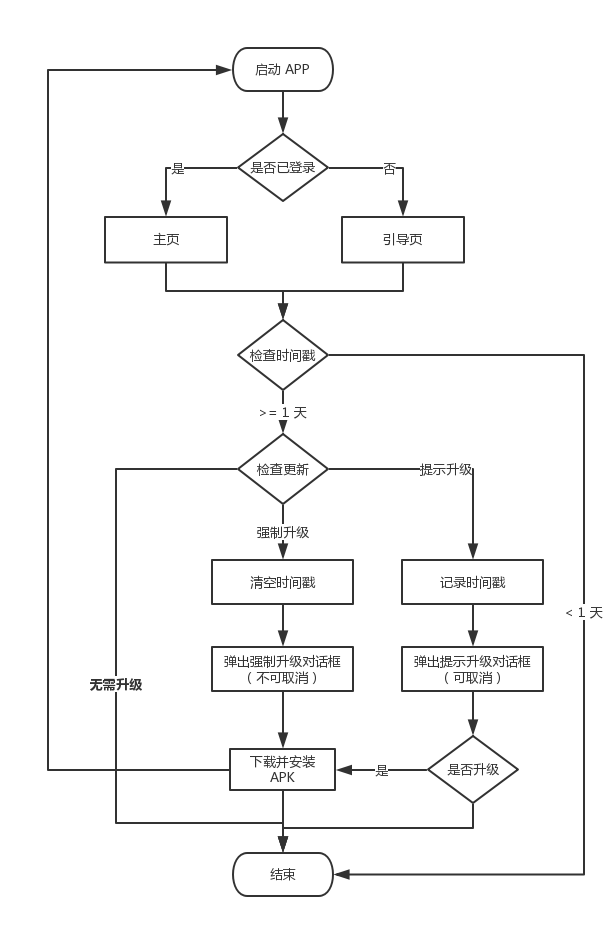 启动 APP
是否已登录
是
否
主页
引导页
检查时间戳
>= 1 天
检查更新
提示升级
强制升级
清空时间戳
记录时间戳
< 1 天
弹出强制升级对话框
（不可取消）
弹出提示升级对话框
（可取消）
无需升级
下载并安装
APK
是
是否升级
结束